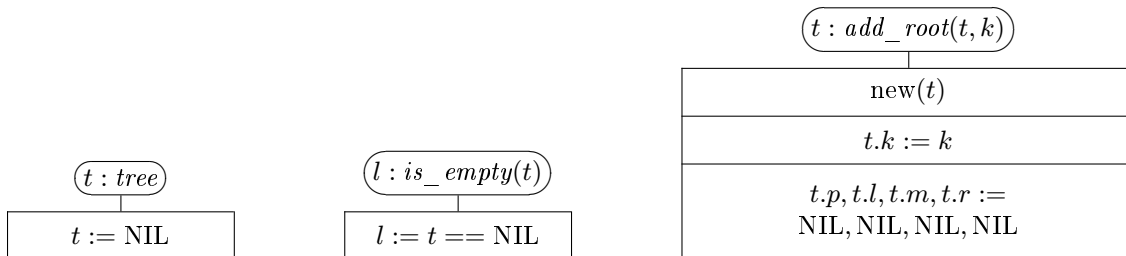 t : add_root(t, k)
new(t)
t.k := k
t : tree
l : is_empty(t)
t.p, t.l, t.m, t.r :=
NIL, NIL, NIL, NIL
t := NIL
l := t == NIL